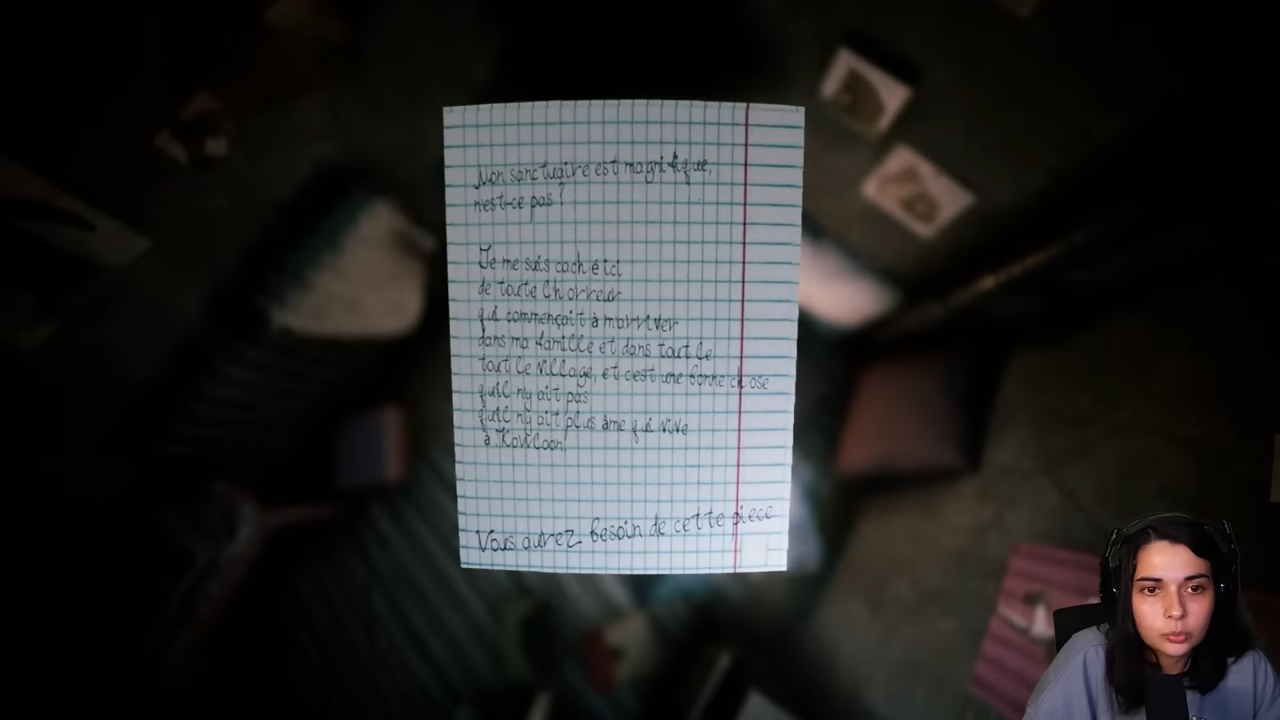 Mon sanctuaire est magnifique,
n'est-ce pas?
Je me suis caché ici
de toute l'horreur
qui commençait à m'arriver
dans ma famille et dans tout le
tout le village, et c'est une bonne chose
qu'il n'y ait pas
qu'il n'y ait plus âme qui vive
à Kowloon!
Vous aurez besoin de cette piece